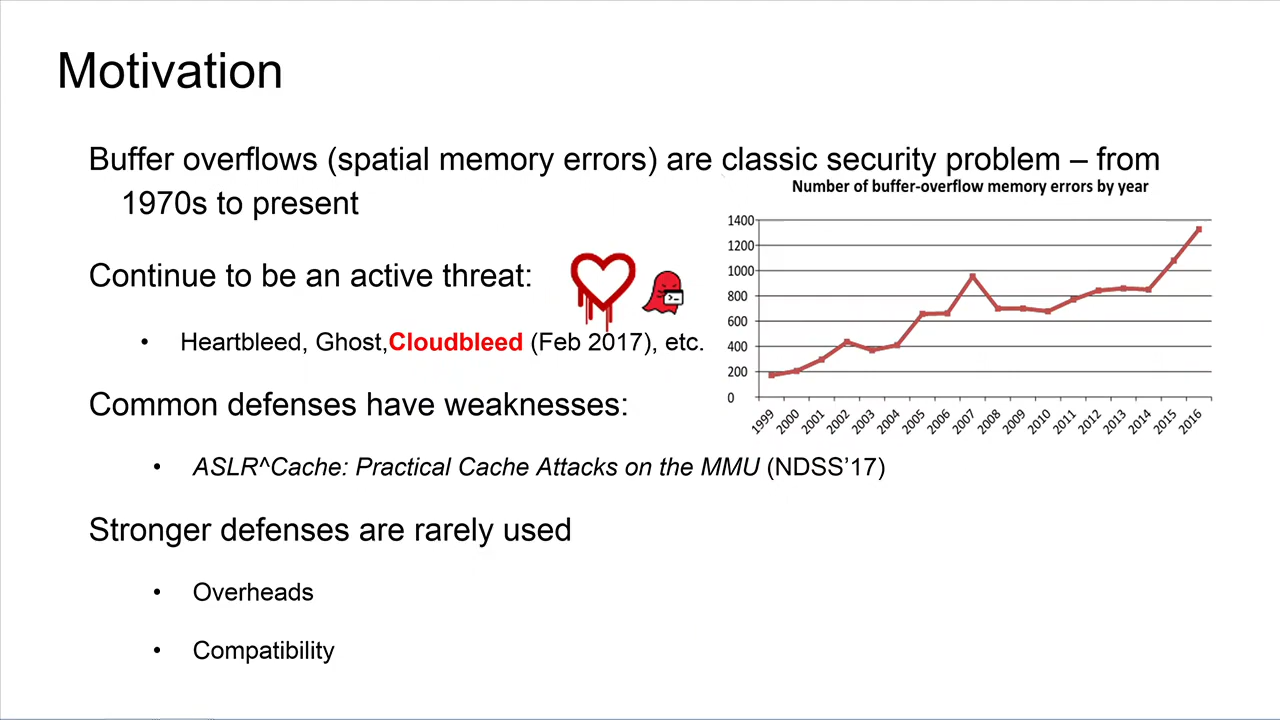 Motivation
Buffer overflows (spatial memory errors) are classic security problem – from
1970s to present
Number of buffer-overflow memory errors by year
1400
1200
1000
800
600
400
200
0
1999
2000
2001
2002
2003
2004
2005
2006
2007
2008
2009
2010
2011
2012
2013
2014
2015
2016
Continue to be an active threat:
• Heartbleed, Ghost,Cloudbleed (Feb 2017), etc.
Common defenses have weaknesses:
• ASLR^Cache: Practical Cache Attacks on the MMU (NDSS’17)
Stronger defenses are rarely used
• Overheads
• Compatibility